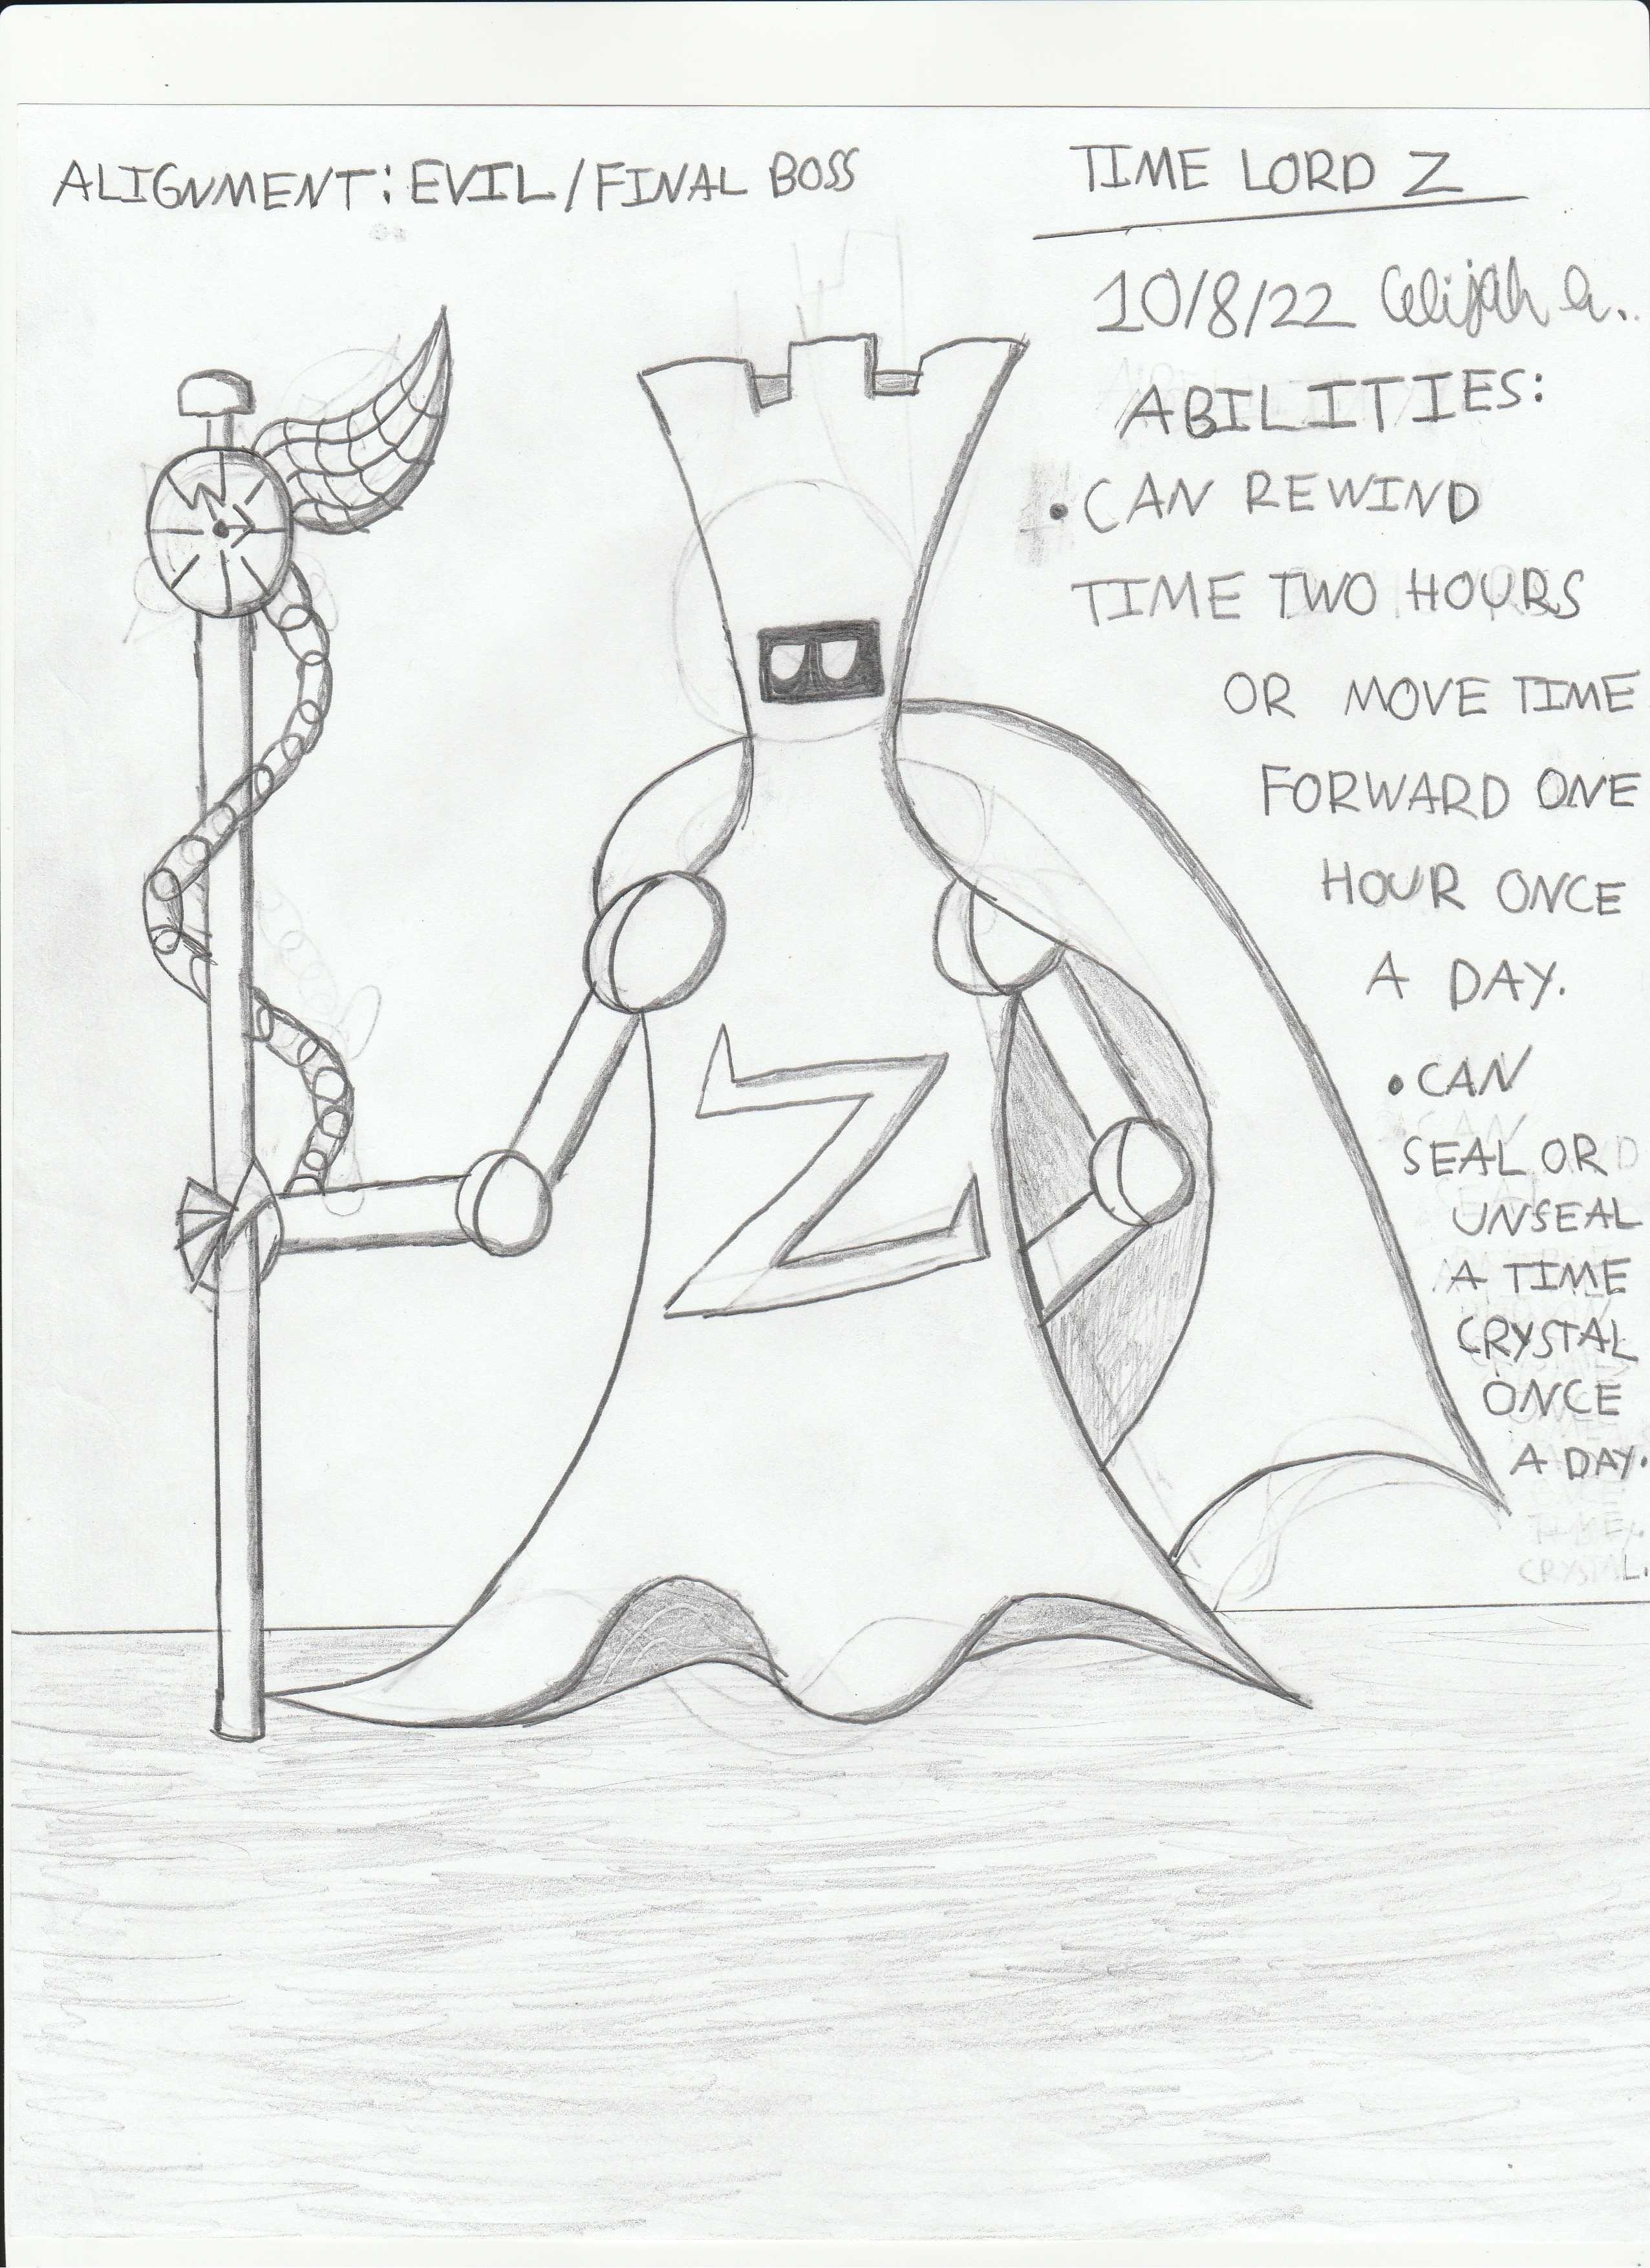 ALIGNMENT: EVIL/FINAL BOSS
TIME LORD Z
10/8/22 Elijah A.
ABILITIES:
• CAN REWIND
TIME TWO HOURS
OR MOVE TIME
FORWARD ONE
HOUR ONCE
A DAY.
• CAN
SEAL OR
UNSEAL
A TIME
CRYSTAL
ONCE
A DAY.
Z